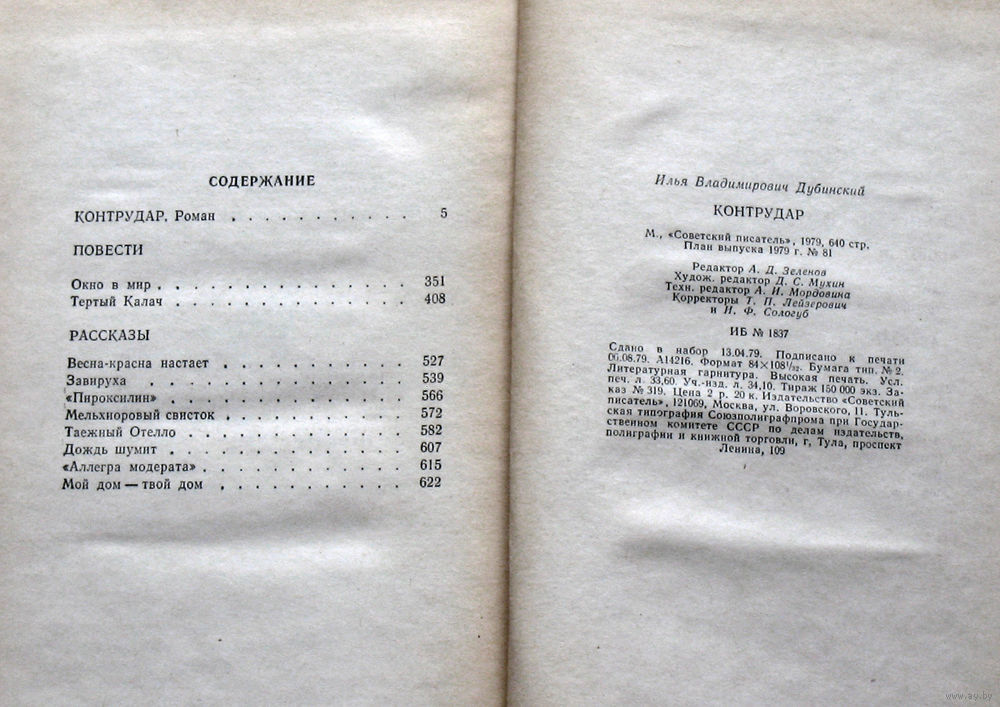 СОДЕРЖАНИЕ
КОНТРУДАР. Роман . . . . . . . . . . . 5
ПОВЕСТИ
Окно в мир . . . . . . . . . . . . . . 351
Тертый Калач . . . . . . . . . . . . . 408
РАССКАЗЫ
Весна-красна настает . . . . . . . . . . 527
Завируха . . . . . . . . . . . . . . 539
«Пироксилин» . . . . . . . . . . . . . 566
Мельхиоровый свисток . . . . . . . . . . 572
Таежный Отелло . . . . . . . . . . . . 582
Дождь шумит . . . . . . . . . . . . . 607
«Аллегра модерата» . . . . . . . . . . . 615
Мой дом — твой дом . . . . . . . . . . 622
Илья Владимирович Дубинский
КОНТРУДАР
М., «Советский писатель», 1979, 640 стр.
План выпуска 1979 г. № 81
Редактор А. Д. Зеленов
Худож. редактор Д. С. Мухин
Техн. редактор А. И. Мордовина
Корректоры Т. П. Лейзерович
и И. Ф. Сологуб
ИБ № 1837
Сдано в набор 13.04.79. Подписано к печати
06.08.79. А14216. Формат 84×108¹/₃₂. Бумага тип. № 2.
Литературная гарнитура. Высокая печать. Усл.
печ. л. 33,60. Уч.-изд. л. 34,10. Тираж 150 000 экз. За-
каз № 319. Цена 2 р. 20 к. Издательство «Советский
писатель», 121069, Москва, ул. Воровского, 11. Туль-
ская типография Союзполиграфпрома при Государ-
ственном комитете СССР по делам издательств,
полиграфии и книжной торговли, г, Тула, проспект
Ленина, 109
www.ay.by